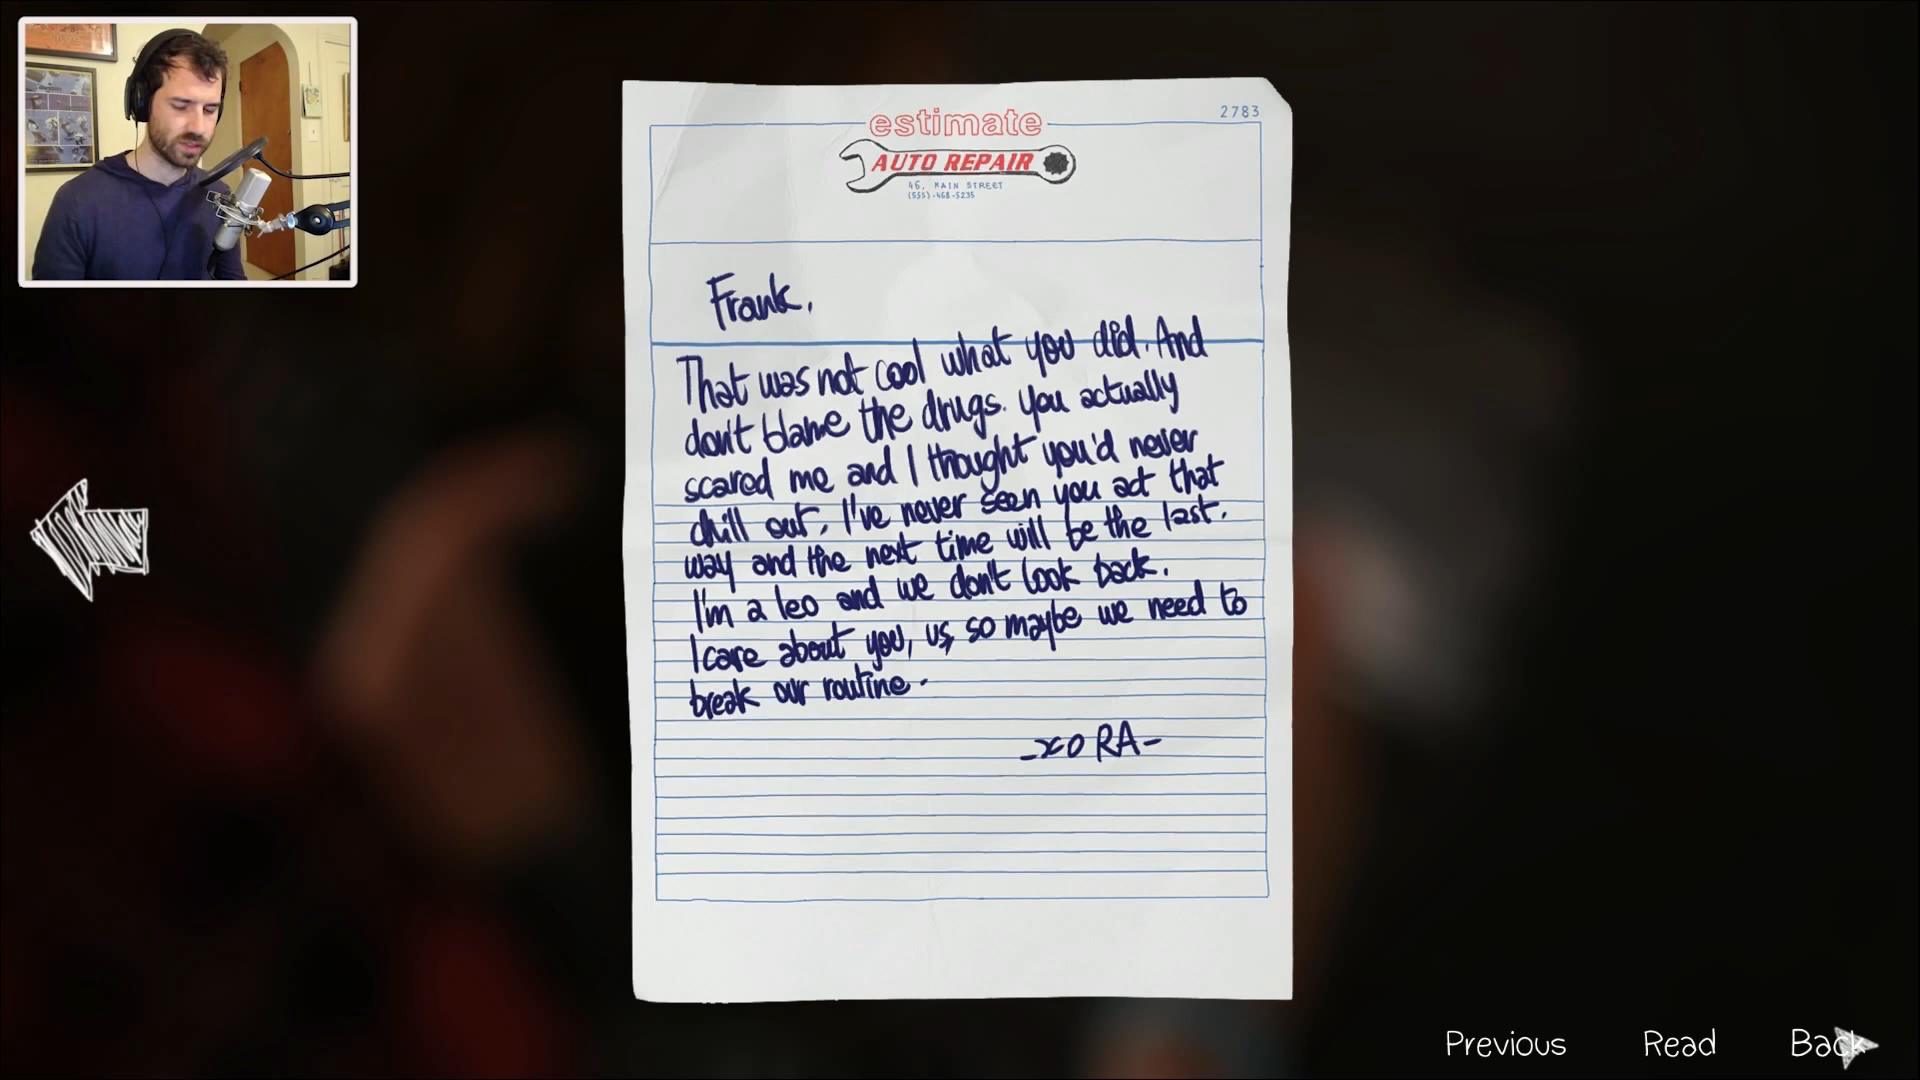 2783
estimate
AUTO REPAIR
46, MAIN STREET
(555)-468-5235
Frank,
That was not cool what you did. And
don't blame the drugs. You actually
scared me and I thought you'd never
chill out. I've never seen you act that
way and the next time will be the last.
I'm a leo and we don't look back.
I care about you, us, so maybe we need to
break our routine.
-xo RA-
Previous
Read
Back